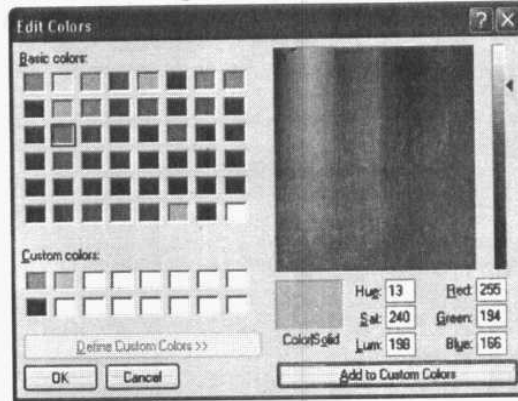 Edit Colors
Basic colors:
Custom colors:
Define Custom Colors >>
OK Cancel
Color|Solid
Hue: 13 Red: 255
Sat: 240 Green: 194
Lum: 198 Blue: 166
Add to Custom Colors